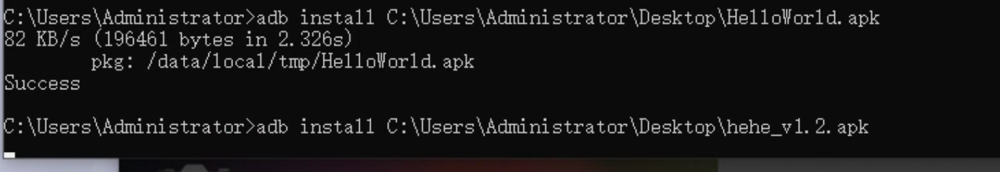 C:\Users\Administrator>adb install C:\Users\Administrator\Desktop\HelloWorld.apk
82 KB/s (196461 bytes in 2.326s)
pkg: /data/local/tmp/HelloWorld.apk
Success
C:\Users\Administrator>adb install C:\Users\Administrator\Desktop\hehe_v1.2.apk